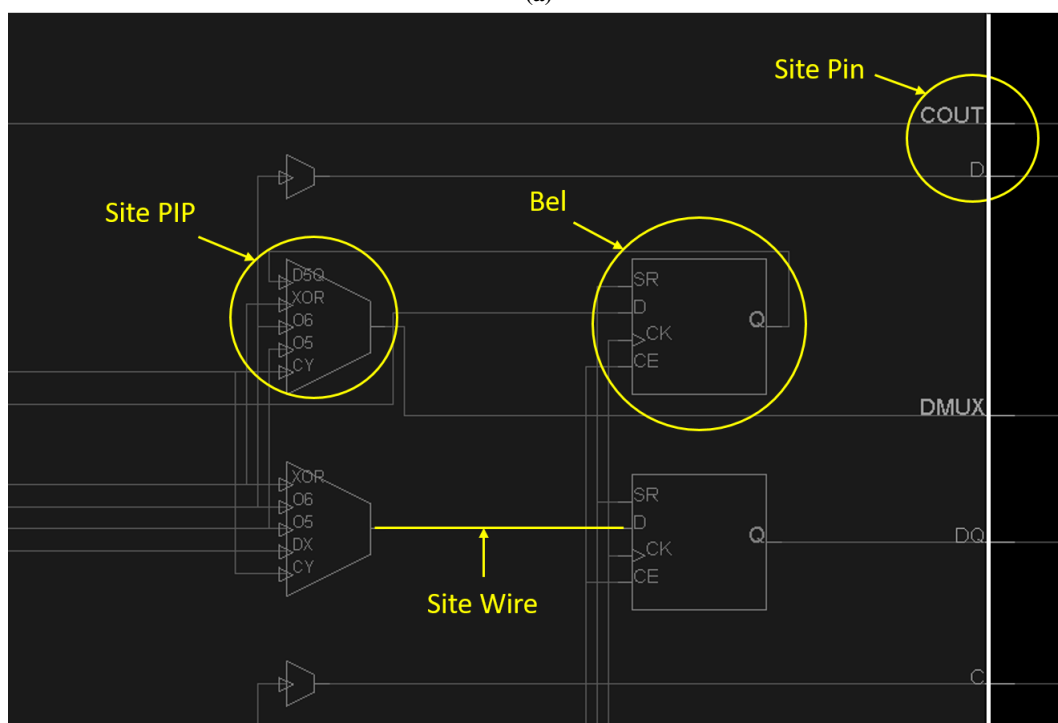 (a)
Site Pin
COUT
D
Site PIP
Bel
D5Q
XOR
O6
O5
CY
SR
D
CK
CE
Q
DMUX
XOR
O6
O5
DX
CY
SR
D
CK
CE
Q
DQ
Site Wire
C